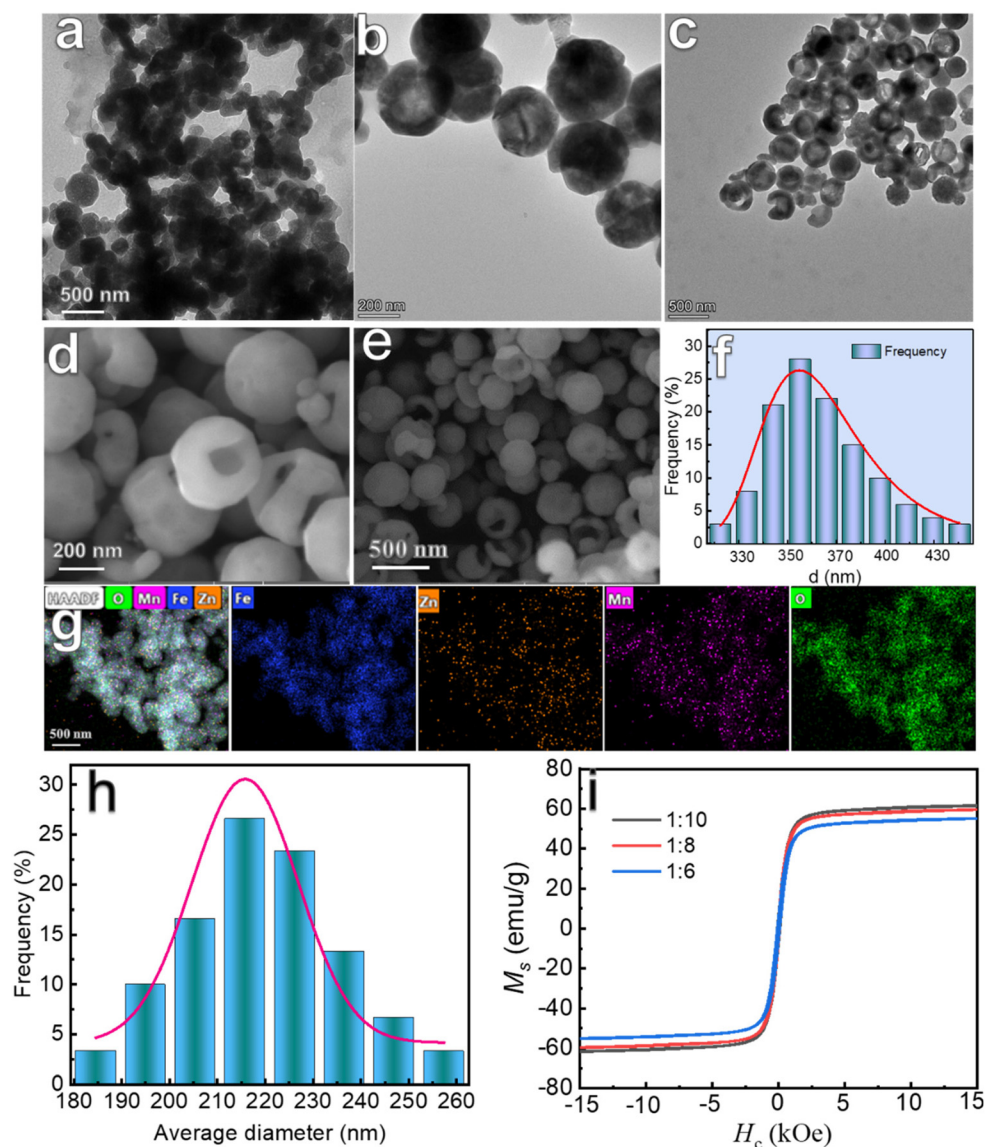 a
b
c
500 nm
200 nm
500 nm
d
e
f
200 nm
500 nm
Frequency
Frequency (%)
30
25
20
15
10
5
0
330 350 370 400 430
d (nm)
g
HAADF O Mn Fe Zn
Fe
Zn
Mn
O
500 nm
h
Frequency (%)
30
25
20
15
10
5
0
180 190 200 210 220 230 240 250 260
Average diameter (nm)
i
1:10
1:8
1:6
Ms (emu/g)
80
60
40
20
0
-20
-40
-60
-80
-15 -10 -5 0 5 10 15
Hc (kOe)